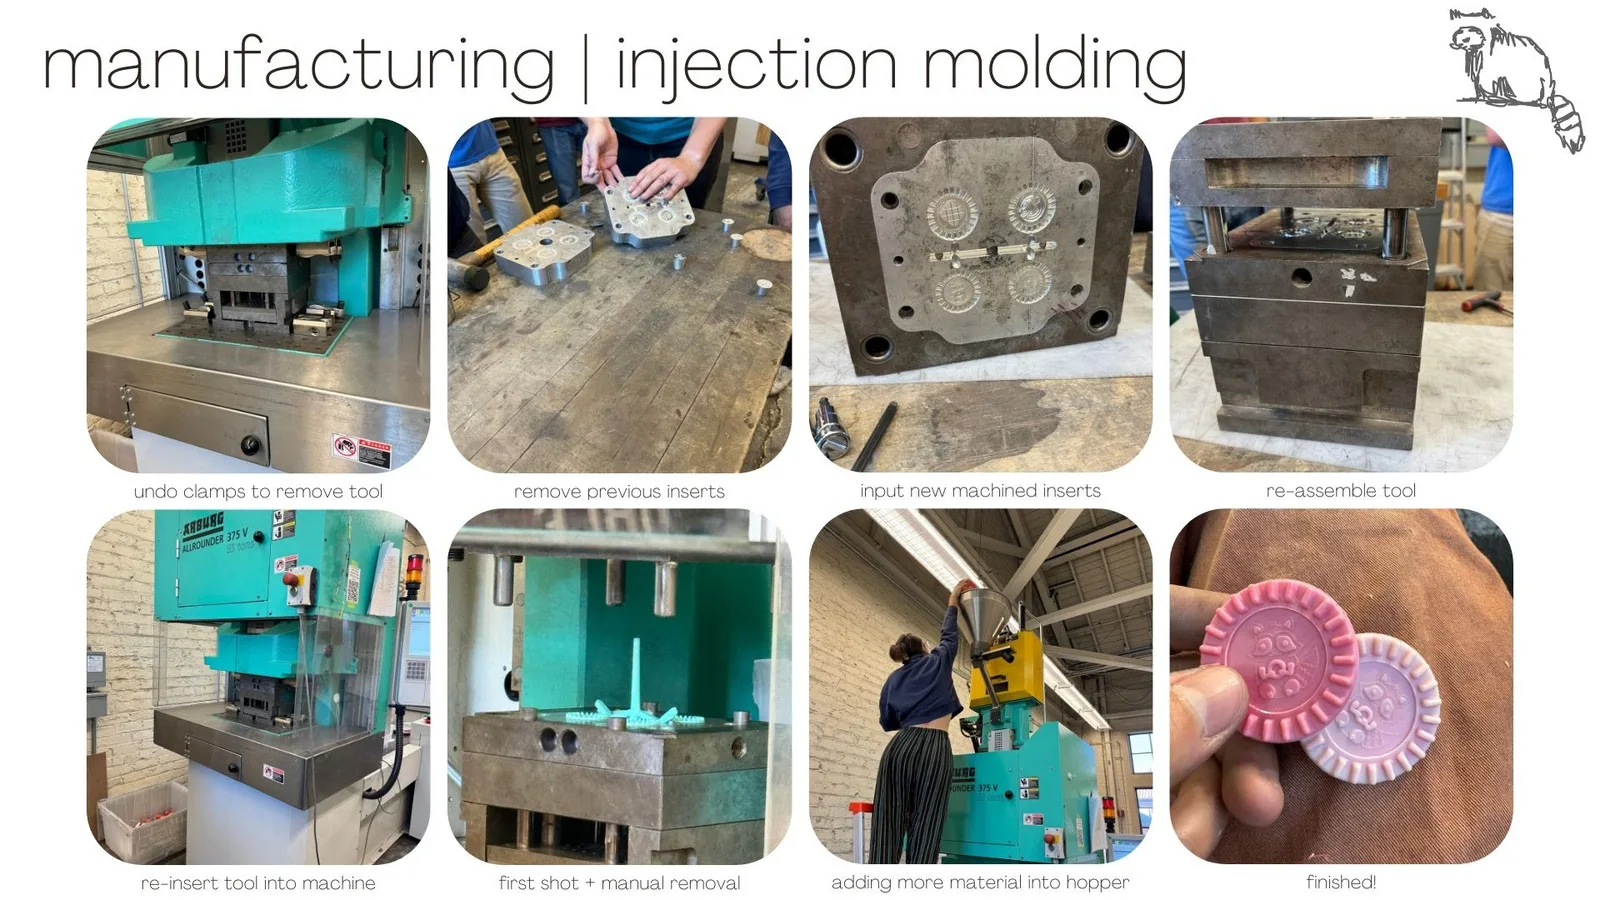 manufacturing | injection molding
undo clamps to remove tool
remove previous inserts
input new machined inserts
re-assemble tool
ARBURG
ALLROUNDER 375 V
re-insert tool into machine
first shot + manual removal
adding more material into hopper
finished!